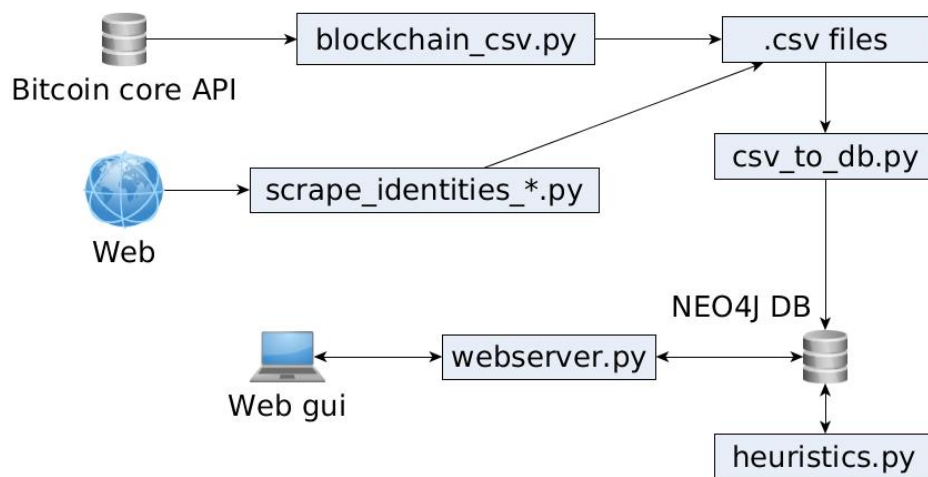 blockchain_csv.py
.csv files
Bitcoin core API
csv_to_db.py
scrape_identities_*.py
Web
NEO4J DB
webserver.py
Web gui
heuristics.py